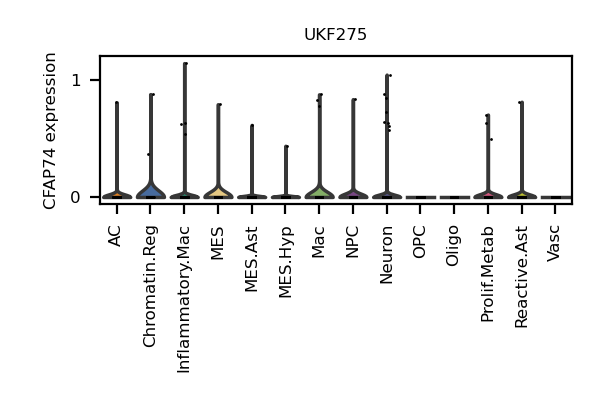 UKF275
CFAP74 expression
1
0
AC
Chromatin.Reg
Inflammatory.Mac
MES
MES.Ast
MES.Hyp
Mac
NPC
Neuron
OPC
Oligo
Prolif.Metab
Reactive.Ast
Vasc